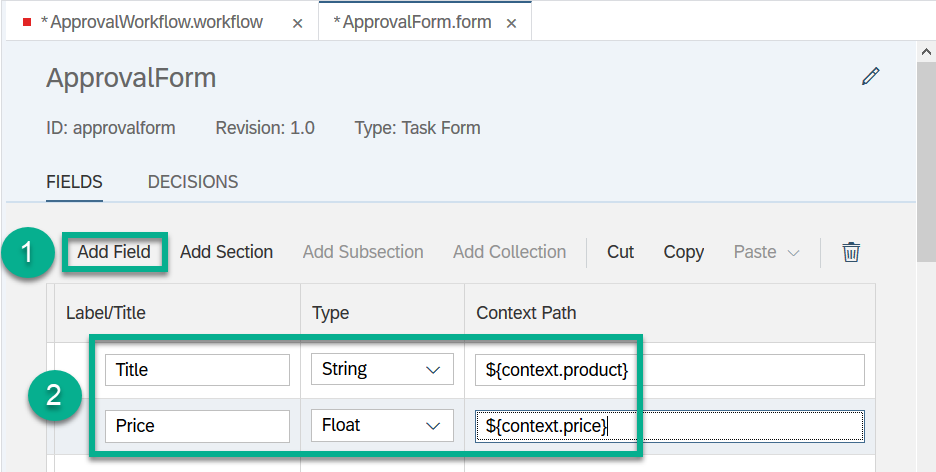 *ApprovalWorkflow.workflow × *ApprovalForm.form ×
ApprovalForm
ID: approvalform Revision: 1.0 Type: Task Form
FIELDS DECISIONS
1 Add Field Add Section Add Subsection Add Collection Cut Copy Paste
Label/Title Type Context Path
Title String ${context.product}
2
Price Float ${context.price}